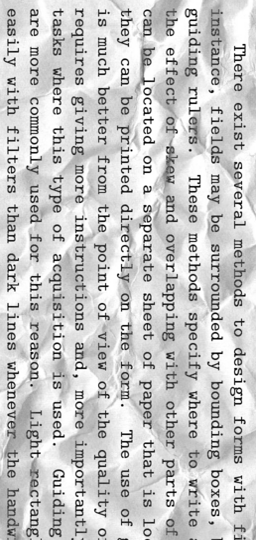 There exist several methods to design forms with fi
instance, fields may be surrounded by bounding boxes,
guiding rulers. These methods specify where to write
the effect of skew and overlapping with other parts of
can be located on a separate sheet of paper that is lo
they can be printed directly on the form. The use of
is much better from the point of view of the quality o
requires giving more instructions and, more importantl
tasks where this type of acquisition is used. Guiding
are more commonly used for this reason. Light rectang
easily with filters than dark lines whenever the handw